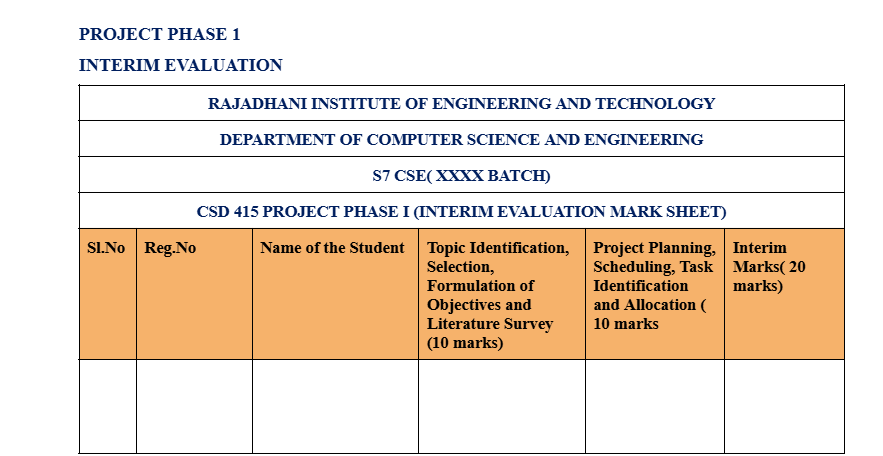 PROJECT PHASE 1
INTERIM EVALUATION
RAJADHANI INSTITUTE OF ENGINEERING AND TECHNOLOGY
DEPARTMENT OF COMPUTER SCIENCE AND ENGINEERING
S7 CSE( XXXX BATCH)
CSD 415 PROJECT PHASE I (INTERIM EVALUATION MARK SHEET)
Sl.No
Reg.No
Name of the Student
Topic Identification,
Selection,
Formulation of
Objectives and
Literature Survey
(10 marks)
Project Planning,
Scheduling, Task
Identification
and Allocation (
10 marks
Interim
Marks( 20
marks)